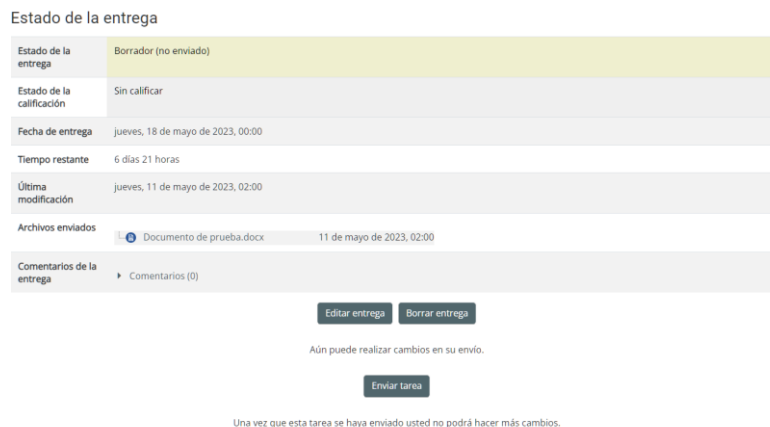 Estado de la entrega
Estado de la
entrega
Borrador (no enviado)
Estado de la
calificación
Sin calificar
Fecha de entrega
jueves, 18 de mayo de 2023, 00:00
Tiempo restante
6 días 21 horas
Última
modificación
jueves, 11 de mayo de 2023, 02:00
Archivos enviados
Documento de prueba.docx
11 de mayo de 2023, 02:00
Comentarios de la
entrega
Comentarios (0)
Editar entrega
Borrar entrega
Aún puede realizar cambios en su envío.
Enviar tarea
Una vez que esta tarea se haya enviado usted no podrá hacer más cambios.